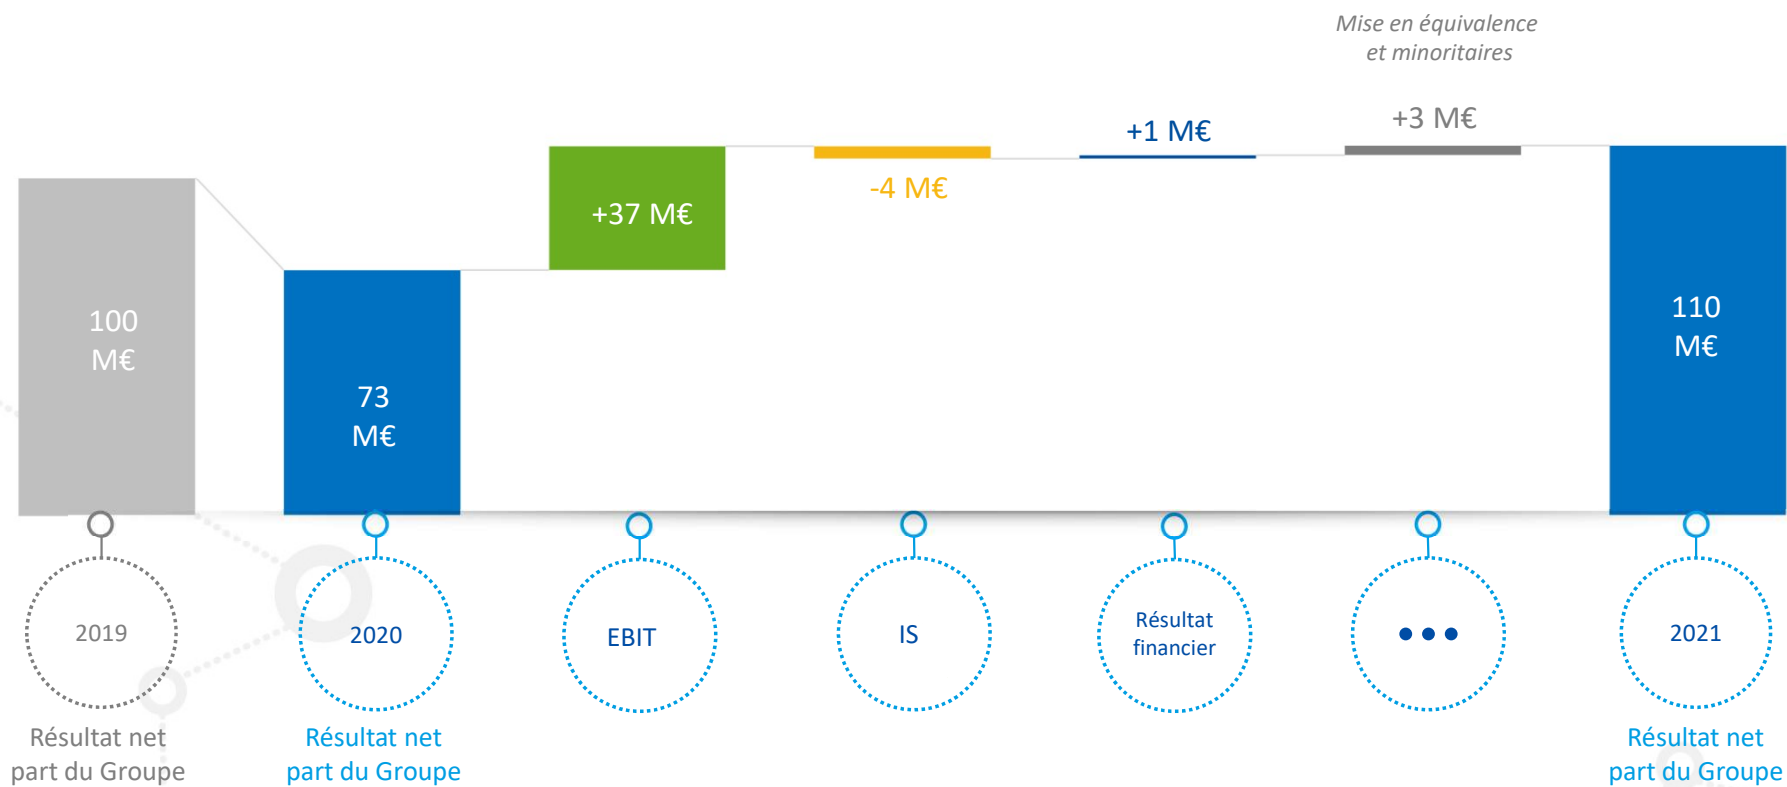 Mise en équivalence
et minoritaires
+3 M€
+1 M€
-4 M€
+37 M€
100
M€
73
M€
110
M€
2019
2020
EBIT
IS
Résultat
financier
•••
2021
Résultat net
part du Groupe
Résultat net
part du Groupe
Résultat net
part du Groupe